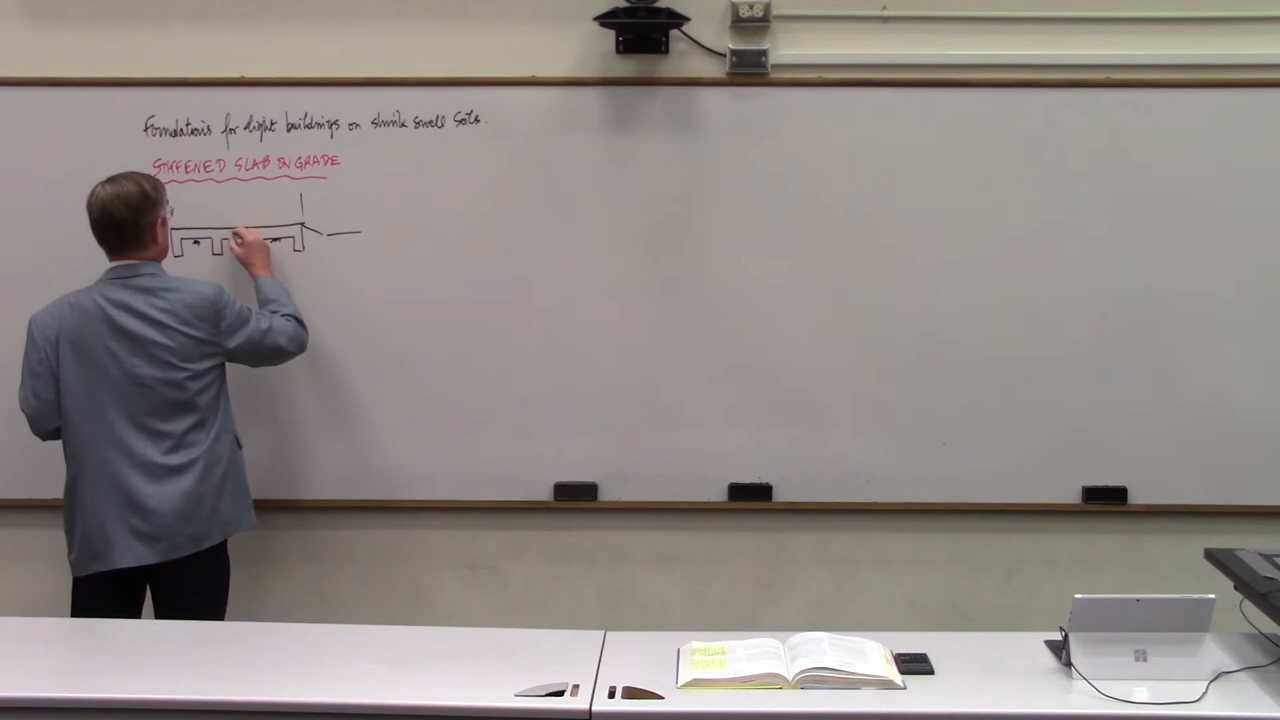 Foundations for light buildings on shrink swell soils.
STIFFENED SLAB ON GRADE